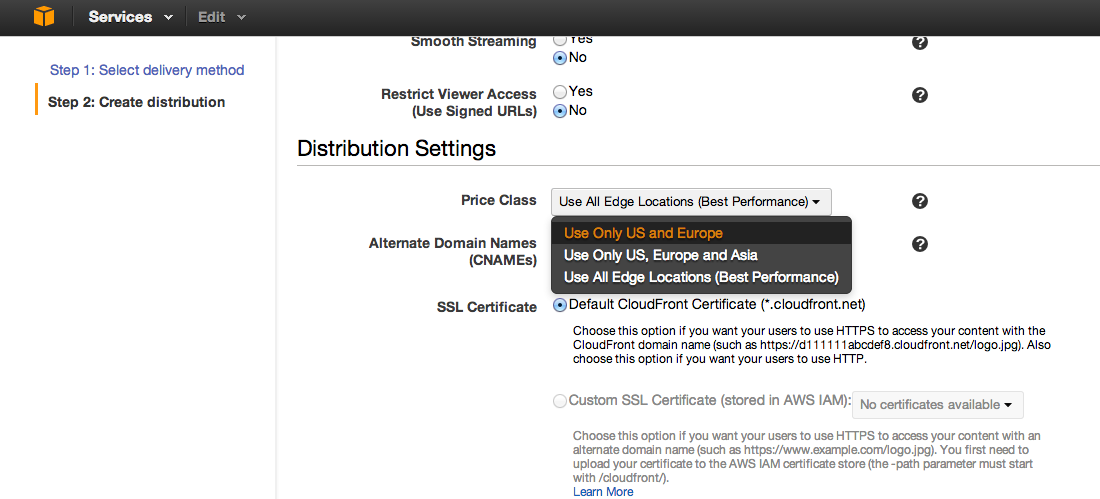 Services Edit
Smooth Streaming Yes
No
Step 1: Select delivery method
Step 2: Create distribution
Restrict Viewer Access
(Use Signed URLs)
Yes
No
Distribution Settings
Price Class Use All Edge Locations (Best Performance)
Use Only US and Europe
Use Only US, Europe and Asia
Use All Edge Locations (Best Performance)
Alternate Domain Names
(CNAMEs)
SSL Certificate Default CloudFront Certificate (*.cloudfront.net)
Choose this option if you want your users to use HTTPS to access your content with the
CloudFront domain name (such as https://d111111abcdef8.cloudfront.net/logo.jpg). Also
choose this option if you want your users to use HTTP.
Custom SSL Certificate (stored in AWS IAM): No certificates available
Choose this option if you want your users to use HTTPS to access your content with an
alternate domain name (such as https://www.example.com/logo.jpg). You first need to
upload your certificate to the AWS IAM certificate store (the -path parameter must start
with /cloudfront/).
Learn More